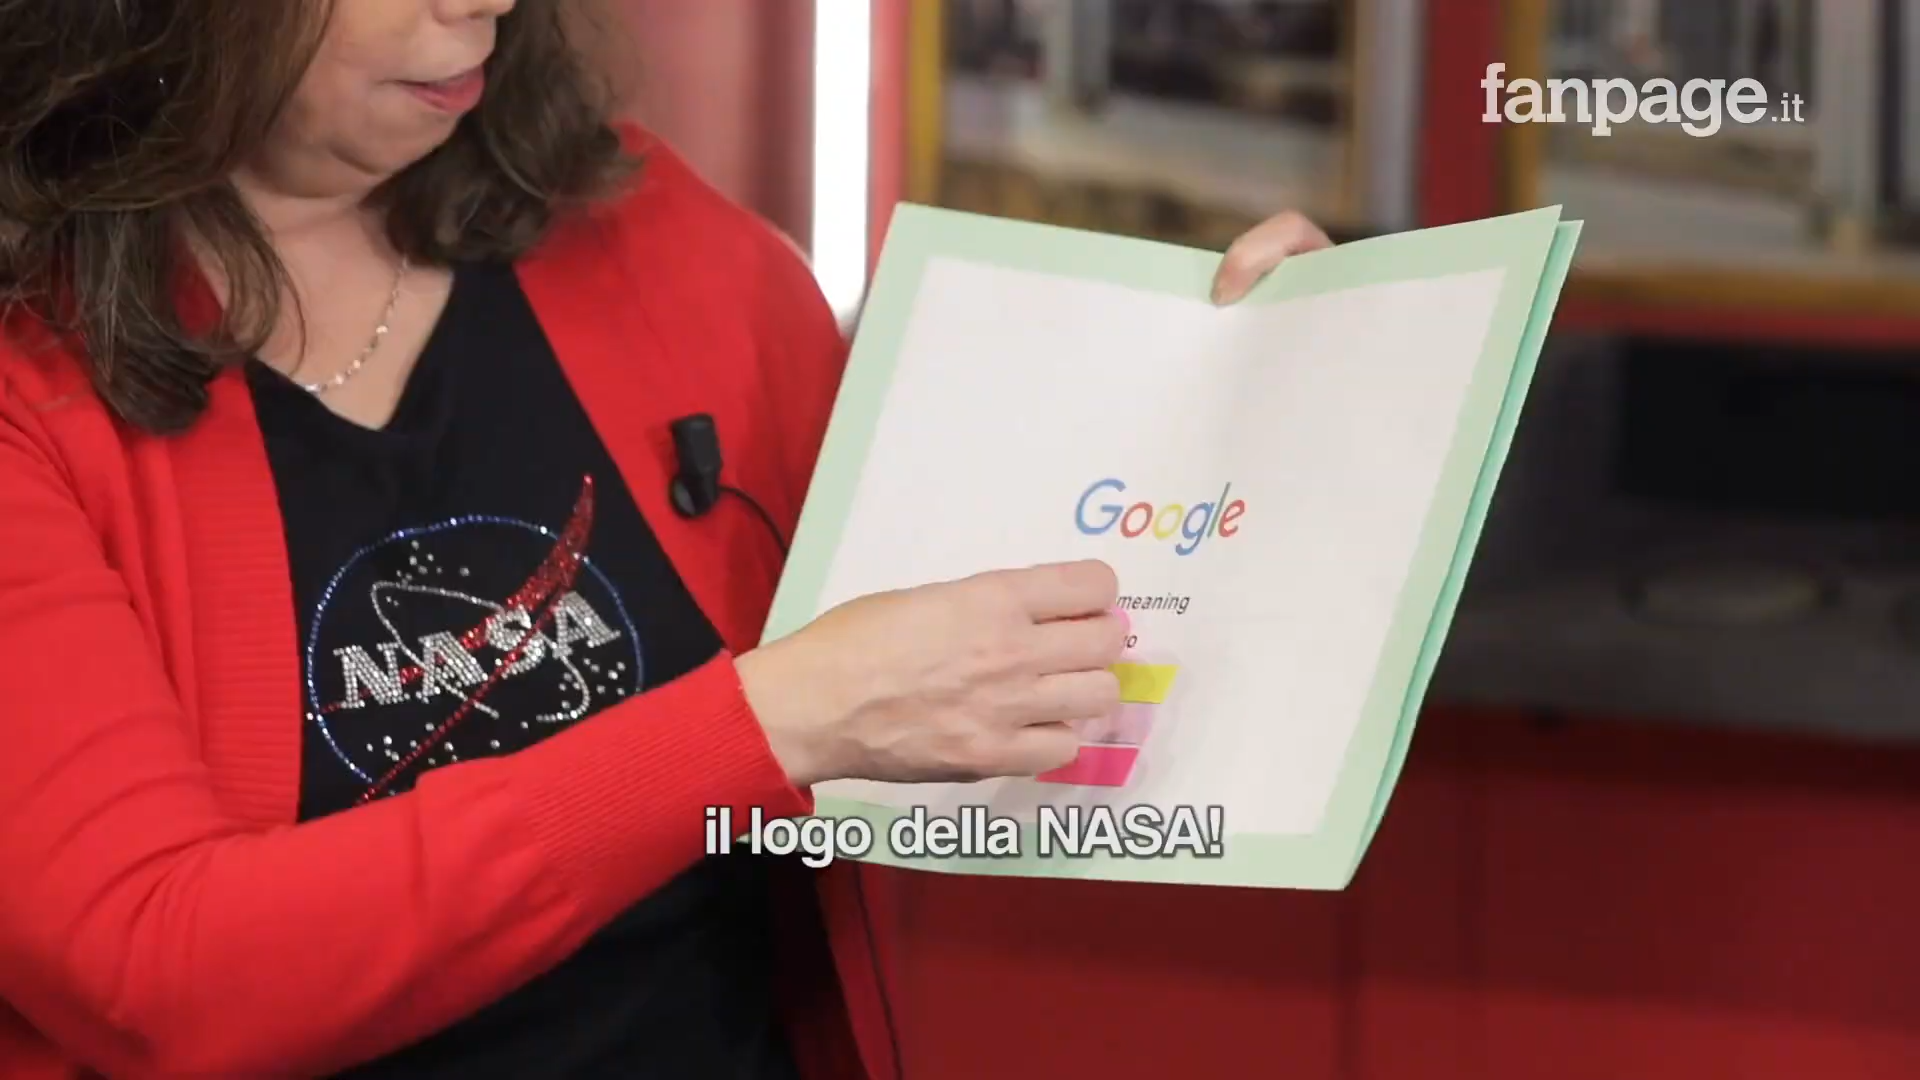 fanpage.it
Google
meaning
NASA
il logo della NASA!